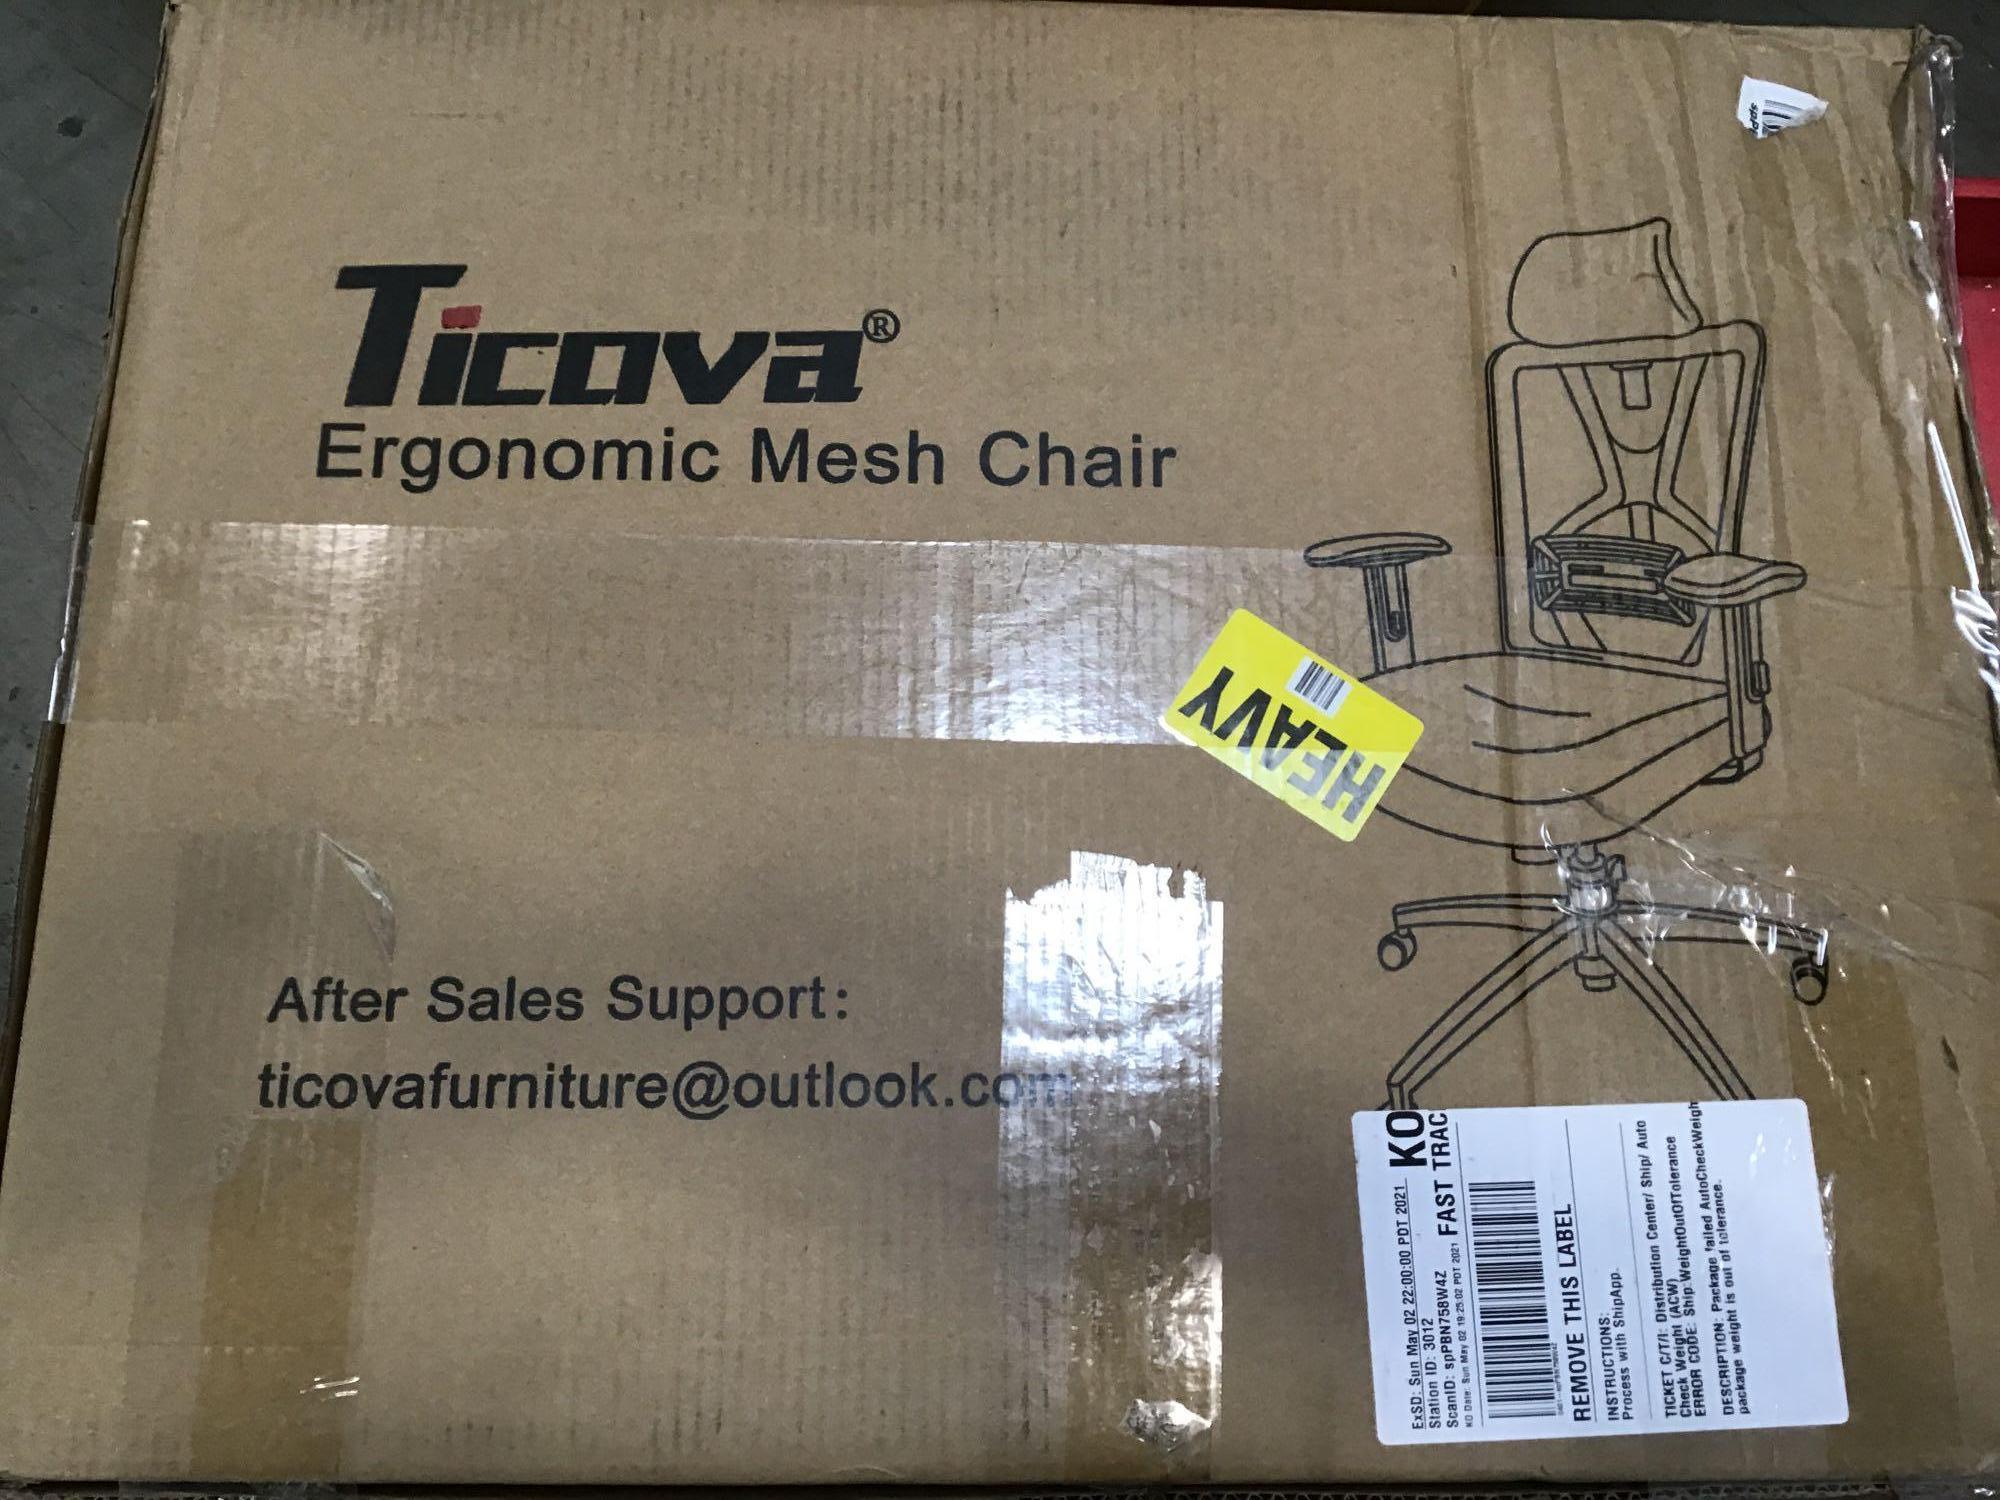 Ticova®
Ergonomic Mesh Chair
HEAVY
After Sales Support:
ticovafurniture@outlook.com
ExSD: Sun May 02 22:00:00 PDT 2021 KO
Station ID: 3012
ScanID: spPBN758W4Z FAST TRAC
KO Date: Sun May 02 19:25:02 PDT 2021
REMOVE THIS LABEL
INSTRUCTIONS:
Process with ShipApp.
TICKET C/T/I: Distribution Center/ Ship/ Auto
Check Weight (ACW)
ERROR CODE: Ship:WeightOutOfTolerance
DESCRIPTION: Package failed AutoCheckWeigh
package weight is out of tolerance.